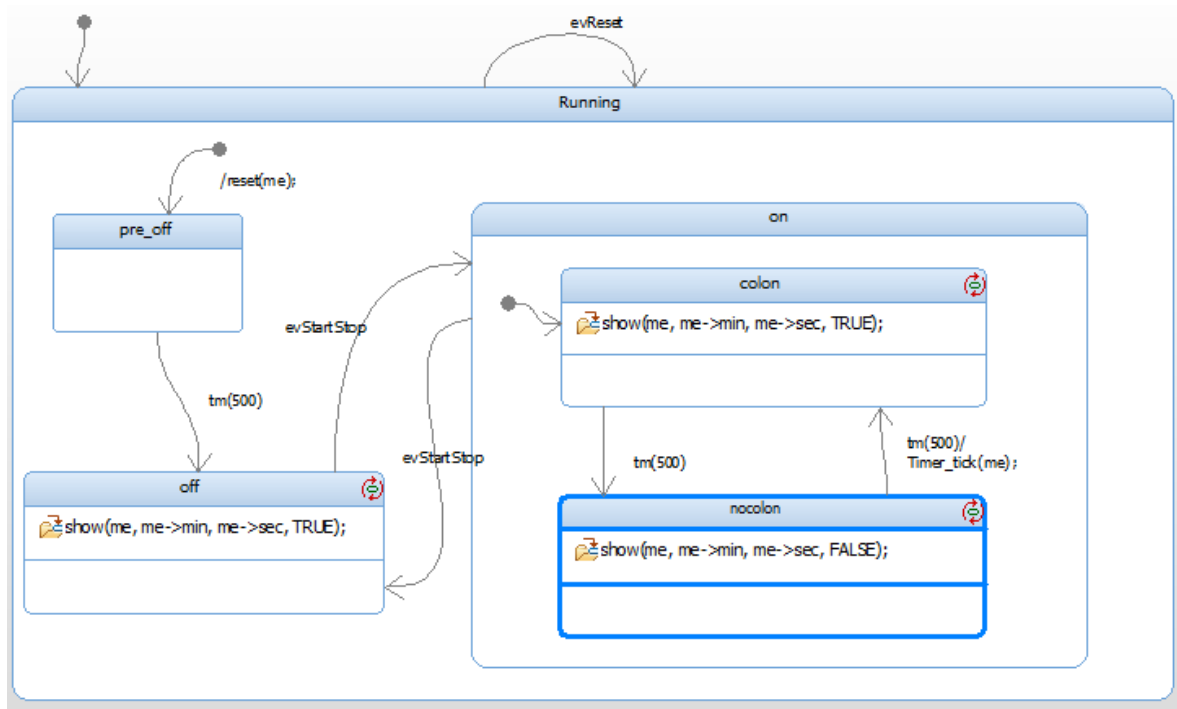 evReset
Running
/reset(me);
pre_off
on
colon
show(me, me->min, me->sec, TRUE);
evStartStop
tm(500)
evStartStop
tm(500)
tm(500)/
Timer_tick(me);
off
show(me, me->min, me->sec, TRUE);
nocolon
show(me, me->min, me->sec, FALSE);